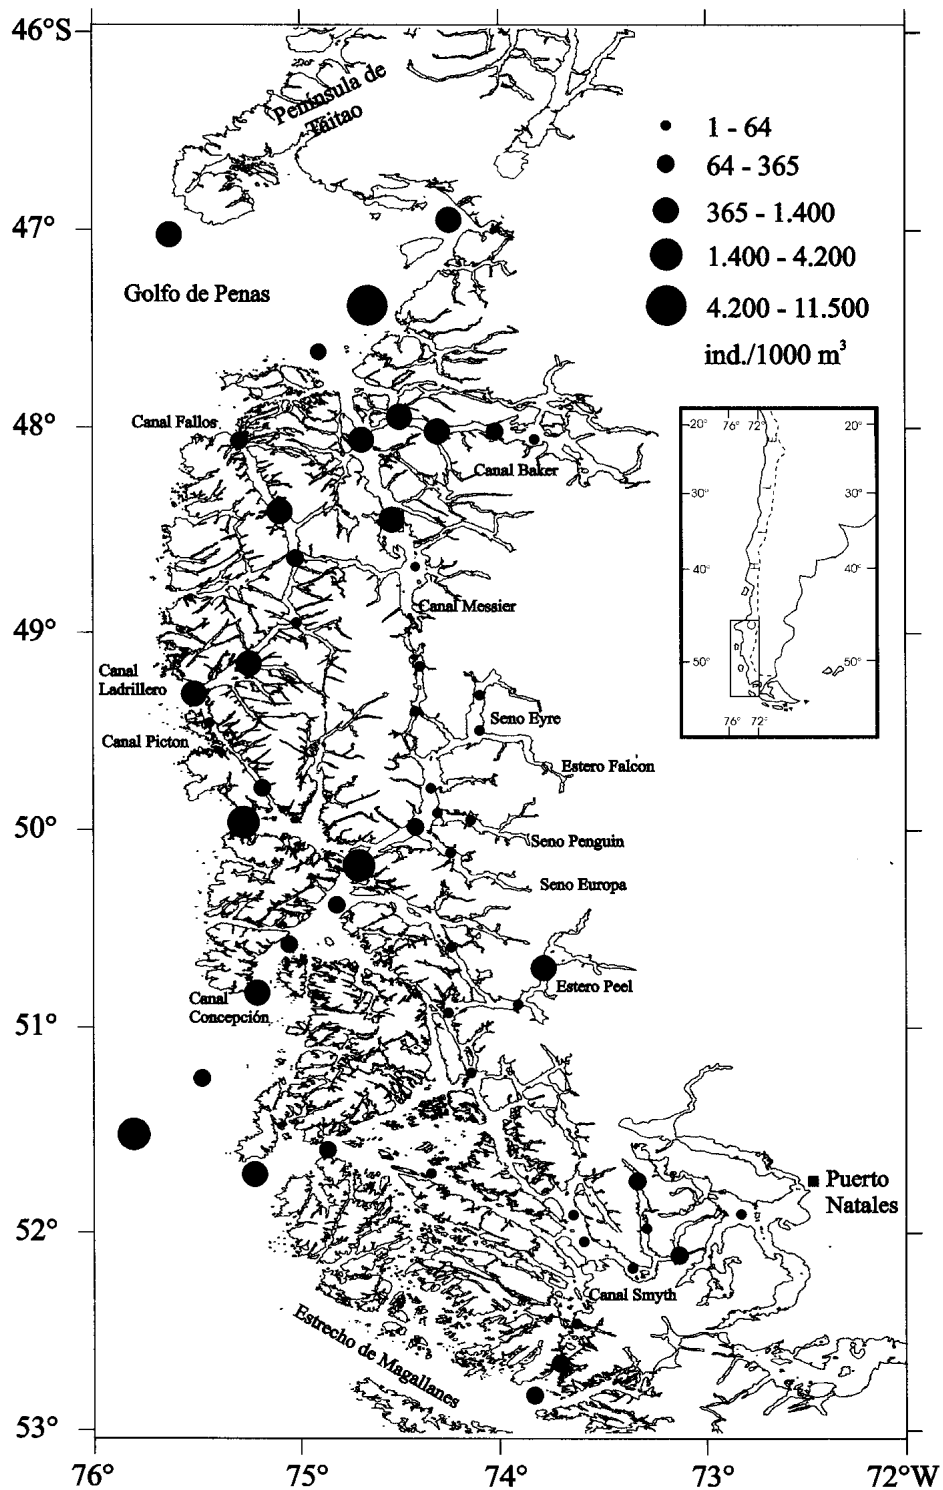 46°S
Península de
Taitao
1 - 64
64 - 365
365 - 1.400
1.400 - 4.200
4.200 - 11.500
ind./1000 m³
47°
Golfo de Penas
48°
Canal Fallos
Canal Baker
20°
76° 72°
20°
30°
30°
40°
40°
50°
50°
76° 72°
Canal Messier
49°
Canal
Ladrillero
Seno Eyre
Canal Picton
Estero Falcon
50°
Seno Penguin
Seno Europa
Estero Peel
Canal
Concepción
51°
Puerto
Natales
52°
Canal Smyth
Estrecho de Magallanes
53°
76°
75°
74°
73°
72°W